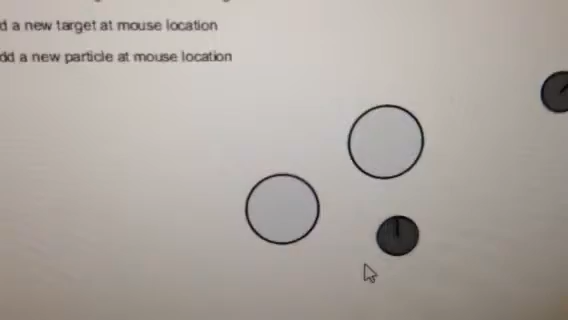 d a new target at mouse location
dd a new particle at mouse location